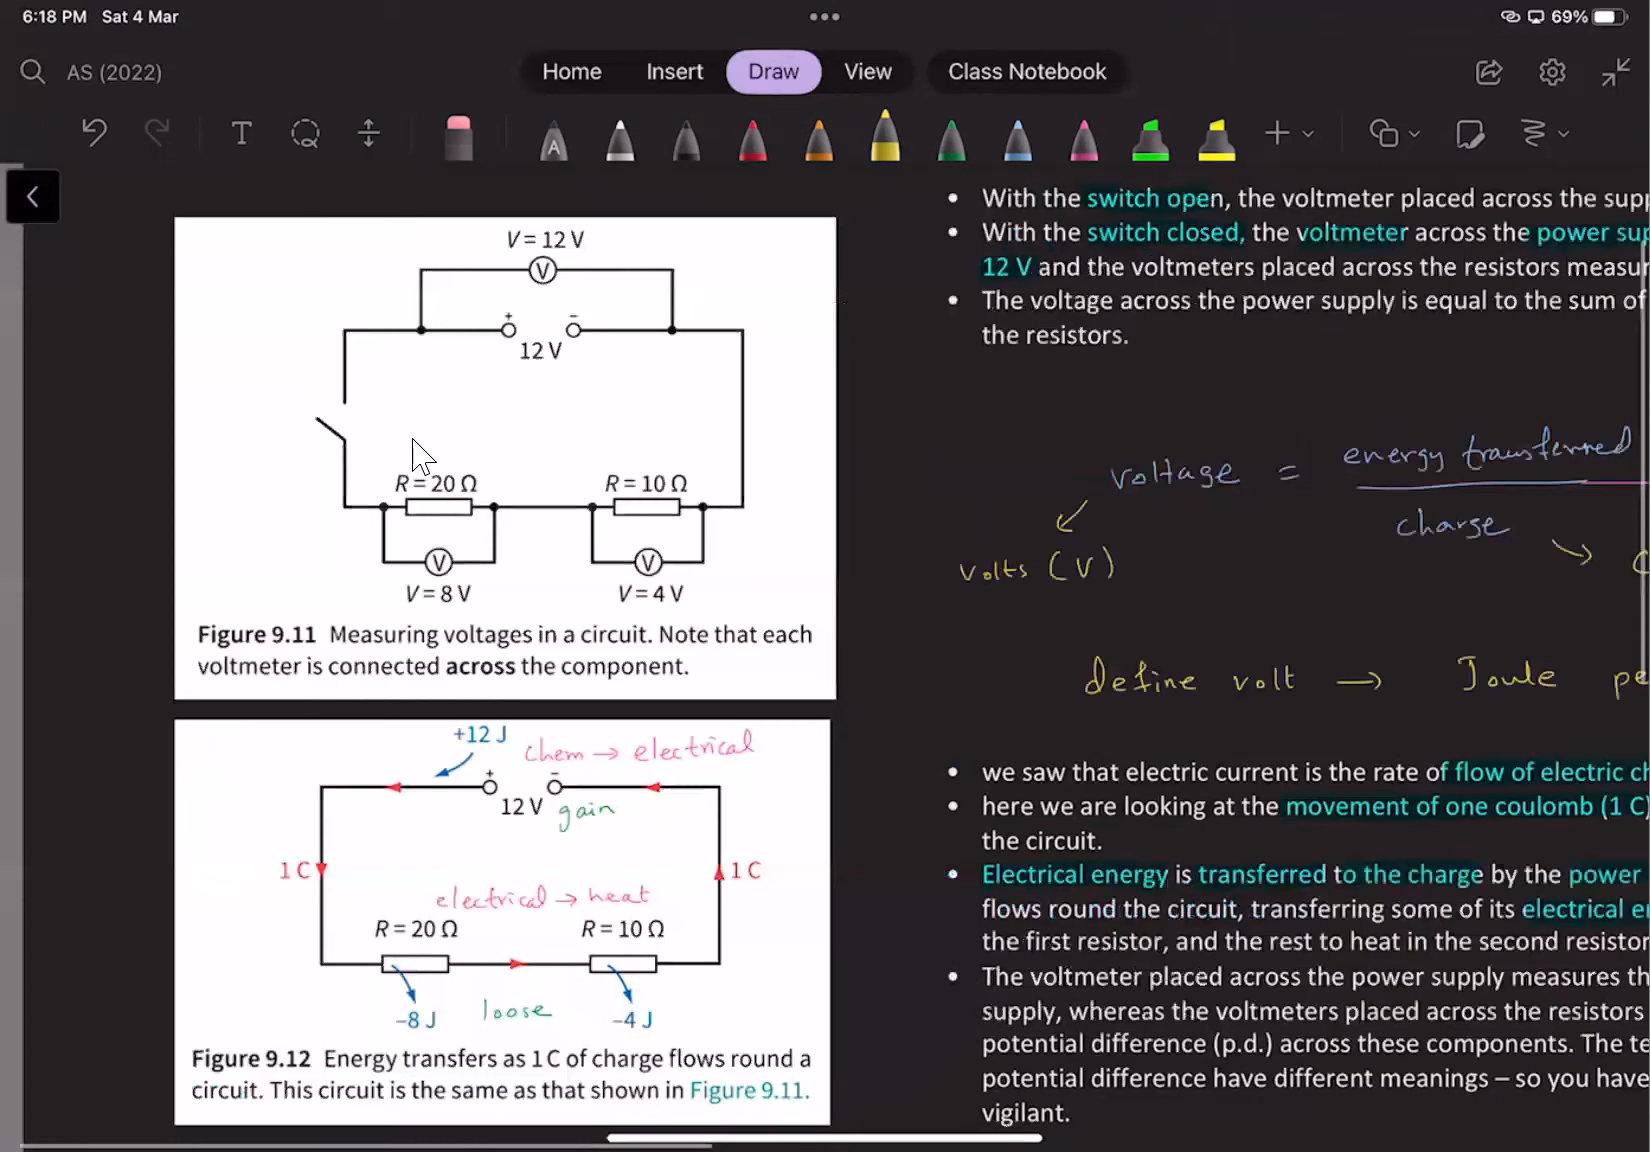 6:18 PM Sat 4 Mar
69%
AS (2022)
Home Insert Draw View Class Notebook
T
A
V = 12 V
V
+ −
12 V
R = 20 Ω R = 10 Ω
V V
V = 8 V V = 4 V
Figure 9.11 Measuring voltages in a circuit. Note that each
voltmeter is connected across the component.
+12 J chem → electrical
+ −
12 V gain
1 C 1 C
electrical → heat
R = 20 Ω R = 10 Ω
loose
−8 J −4 J
Figure 9.12 Energy transfers as 1 C of charge flows round a
circuit. This circuit is the same as that shown in Figure 9.11.
• With the switch open, the voltmeter placed across the
• With the switch closed, the voltmeter across the power
12 V and the voltmeters placed across the resistors
• The voltage across the power supply is equal to the sum of
the resistors.
voltage = energy transferred
charge
volts (V)
define volt → Joule
• we saw that electric current is the rate of flow of electric
• here we are looking at the movement of one coulomb (1 C)
the circuit.
• Electrical energy is transferred to the charge by the power
flows round the circuit, transferring some of its electrical
the first resistor, and the rest to heat in the second resistor
• The voltmeter placed across the power supply measures
supply, whereas the voltmeters placed across the resistors
potential difference (p.d.) across these components. The
potential difference have different meanings – so you have
vigilant.